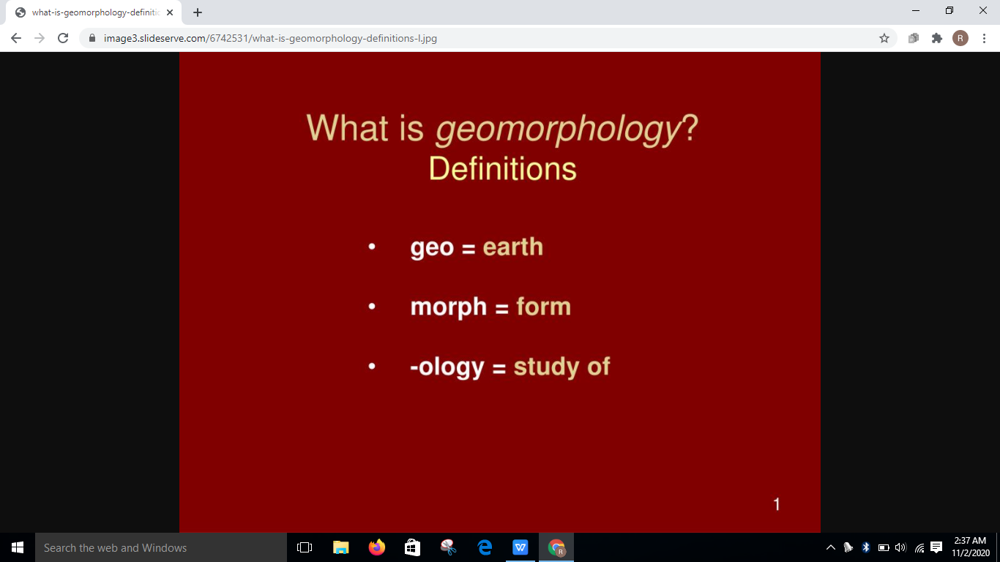 what-is-geomorphology-definitio
image3.slideserve.com/6742531/what-is-geomorphology-definitions-l.jpg
R
What is geomorphology?
Definitions
• geo = earth
• morph = form
• -ology = study of
1
Search the web and Windows
W
R
2:37 AM
11/2/2020